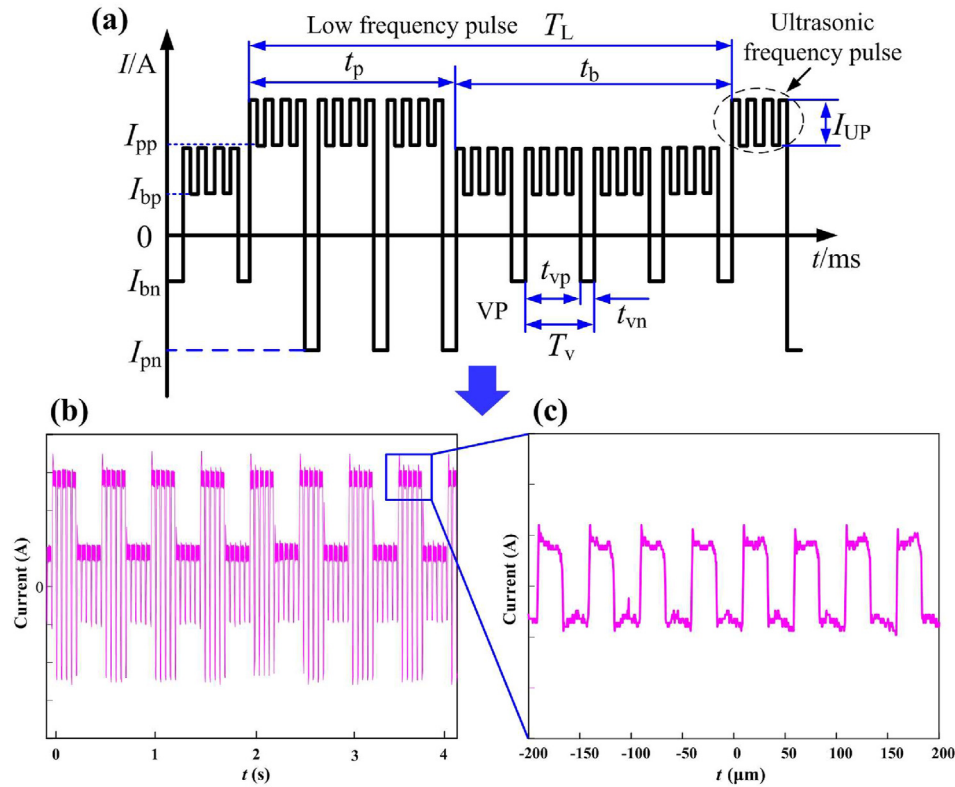 (a)
Low frequency pulse
T_L
Ultrasonic
frequency pulse
I/A
t_p
t_b
I_pp
I_UP
I_bp
0
t/ms
I_bn
t_vp
VP
t_vn
I_pn
T_v
(b)
(c)
Current (A)
0
0
1
2
3
4
t (s)
Current (A)
-200
-150
-100
-50
0
50
100
150
200
t (μm)